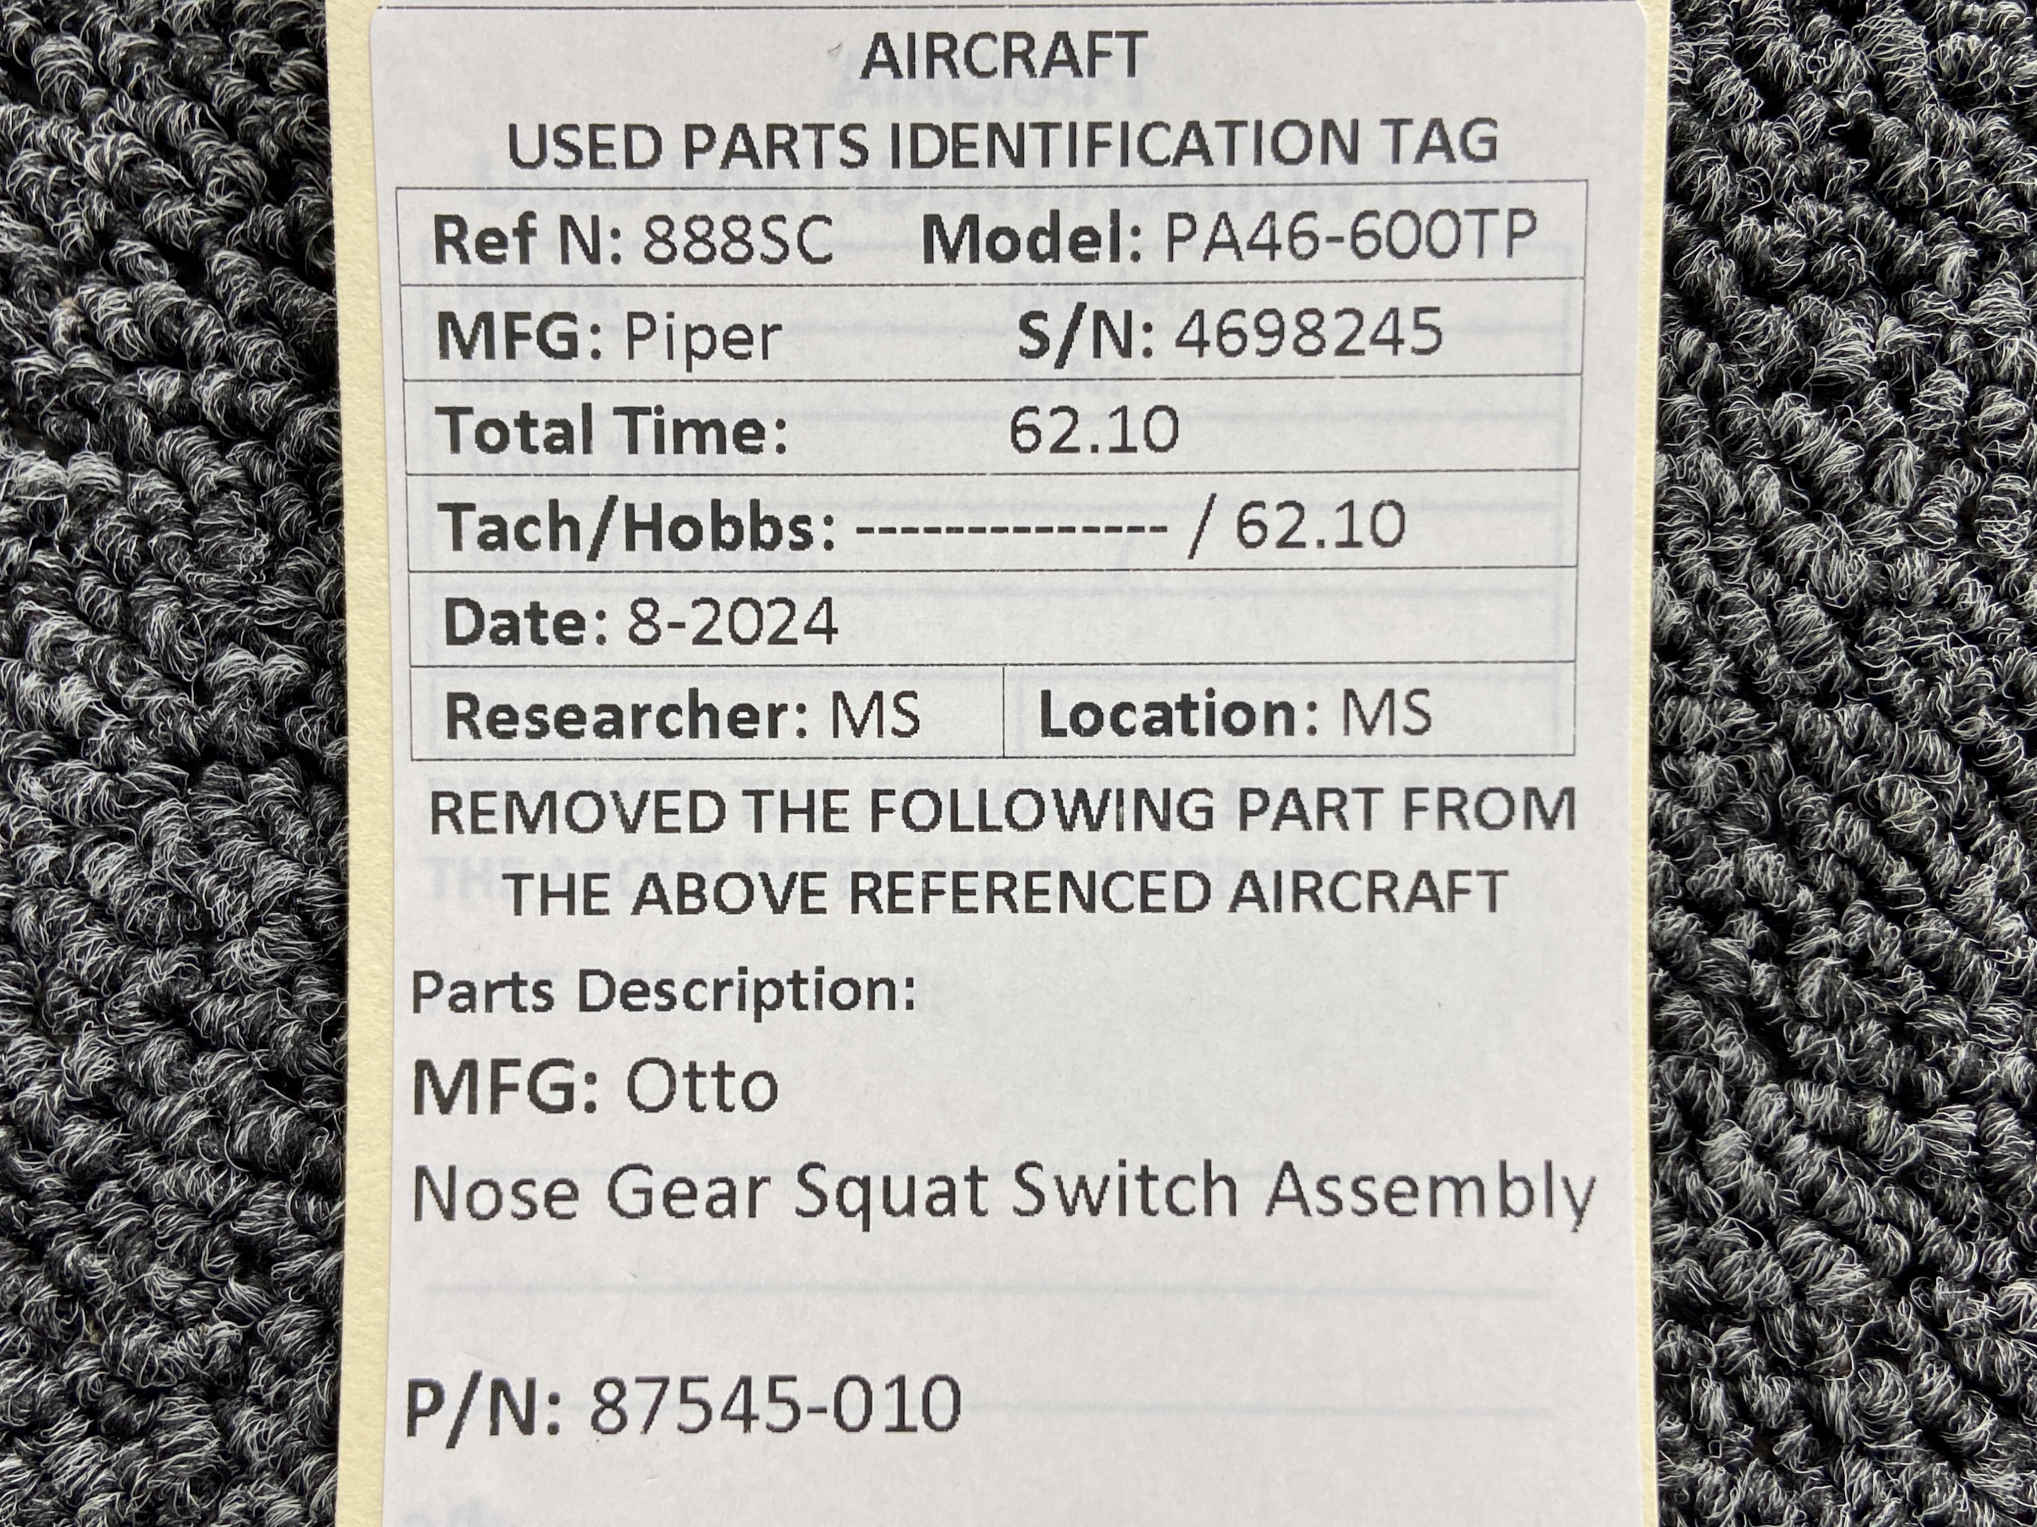 AIRCRAFT
USED PARTS IDENTIFICATION TAG
Ref N: 888SC Model: PA46-600TP
MFG: Piper S/N: 4698245
Total Time: 62.10
Tach/Hobbs: -------------- / 62.10
Date: 8-2024
Researcher: MS Location: MS
REMOVED THE FOLLOWING PART FROM
THE ABOVE REFERENCED AIRCRAFT
Parts Description:
MFG: Otto
Nose Gear Squat Switch Assembly
P/N: 87545-010